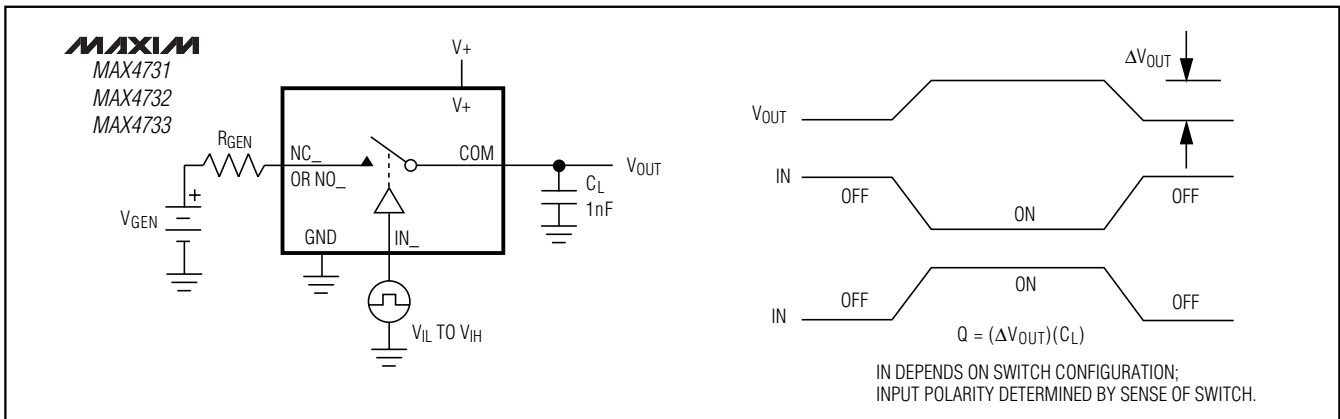 MAXIM
MAX4731
MAX4732
MAX4733
V+
V+
RGEN
NC_
OR NO_
COM
VOUT
CL
1nF
+
VGEN
GND
IN_
VIL TO VIH
ΔVOUT
VOUT
IN
OFF
ON
OFF
IN
OFF
ON
OFF
Q = (ΔVOUT)(CL)
IN DEPENDS ON SWITCH CONFIGURATION;
INPUT POLARITY DETERMINED BY SENSE OF SWITCH.